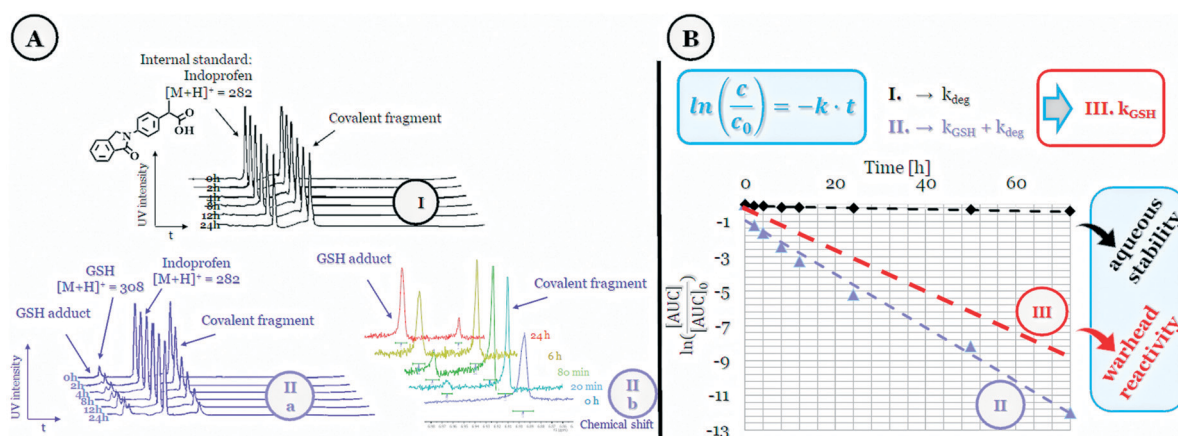 A
Internal standard:
Indoprofen
[M+H]⁺ = 282
O
OH
N
O
Covalent fragment
UV intensity
t
0h
2h
4h
8h
12h
24h
I
GSH
[M+H]⁺ = 308
GSH adduct
Indoprofen
[M+H]⁺ = 282
Covalent fragment
UV intensity
t
0h
2h
4h
8h
12h
24h
II
a
GSH adduct
Covalent fragment
24h
6 h
80 min
20 min
0 h
II
b
Chemical shift
B
ln(c/c₀) = -k · t
I. → k_deg
II. → k_GSH + k_deg
III. k_GSH
Time [h]
0 20 40 60
-1
-3
-5
-7
-9
-11
-13
ln([AUC]/[AUC]₀)
III
II
aqueous
stability
warhead
reactivity